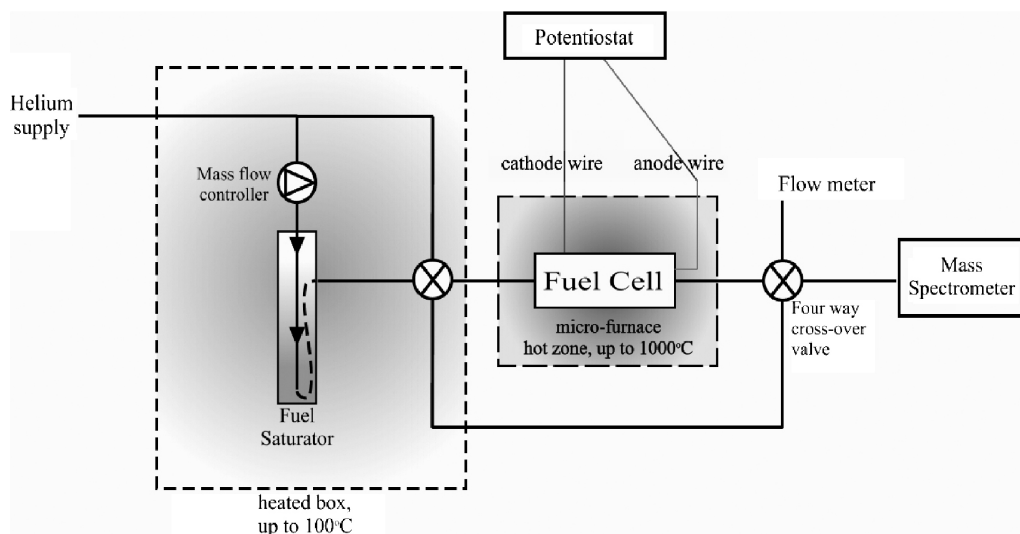 Potentiostat
Helium
supply
cathode wire
anode wire
Mass flow
controller
Flow meter
Fuel Cell
Mass
Spectrometer
Four way
cross-over
valve
micro-furnace
hot zone, up to 1000°C
Fuel
Saturator
heated box,
up to 100°C